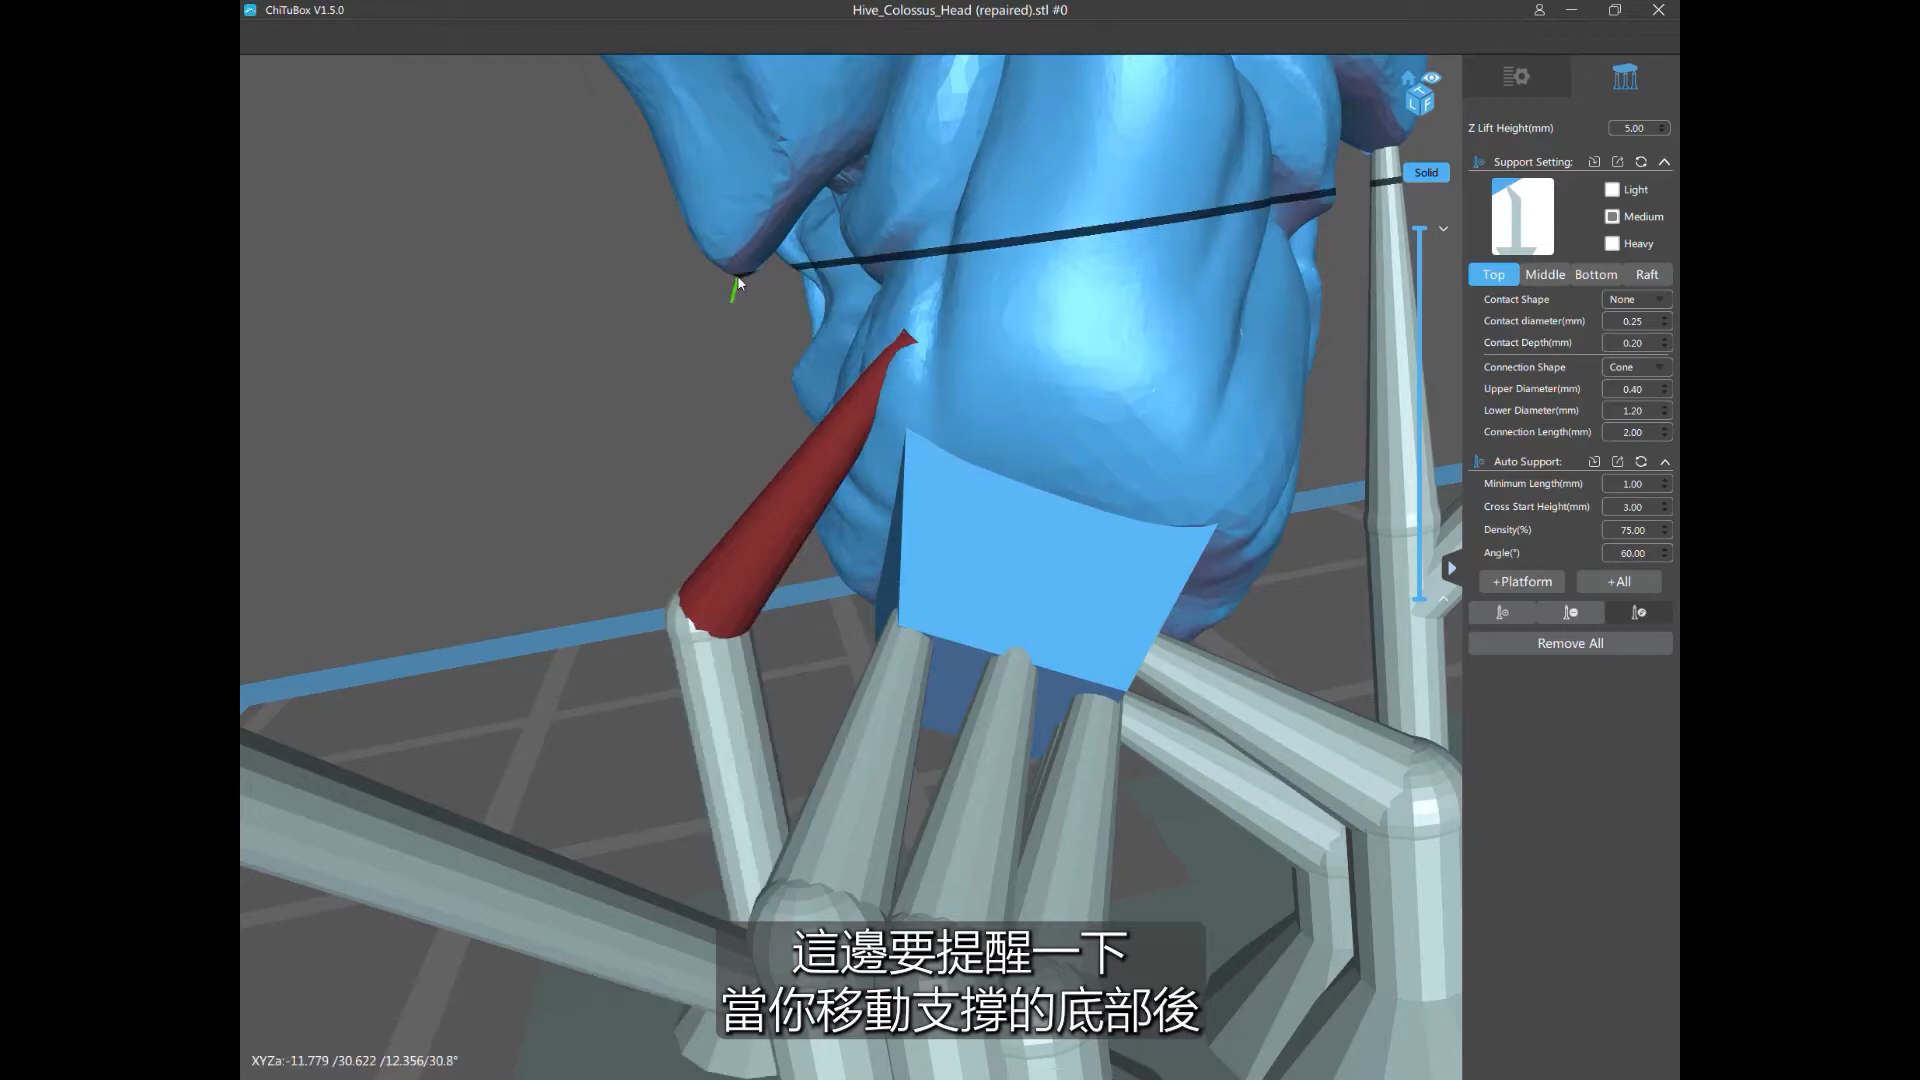 ChiTuBox V1.5.0
Hive_Colossus_Head (repaired).stl #0
Z Lift Height(mm) 5.00
Support Setting:
Light
Medium
Heavy
Solid
Top Middle Bottom Raft
Contact Shape None
Contact diameter(mm) 0.25
Contact Depth(mm) 0.20
Connection Shape Cone
Upper Diameter(mm) 0.40
Lower Diameter(mm) 1.20
Connection Length(mm) 2.00
Auto Support:
Minimum Length(mm) 1.00
Cross Start Height(mm) 3.00
Density(%) 75.00
Angle(°) 60.00
+Platform +All
Remove All
這邊要提醒一下
當你移動支撐的底部後
XYZa:-11.779 /30.622 /12.356/30.8°